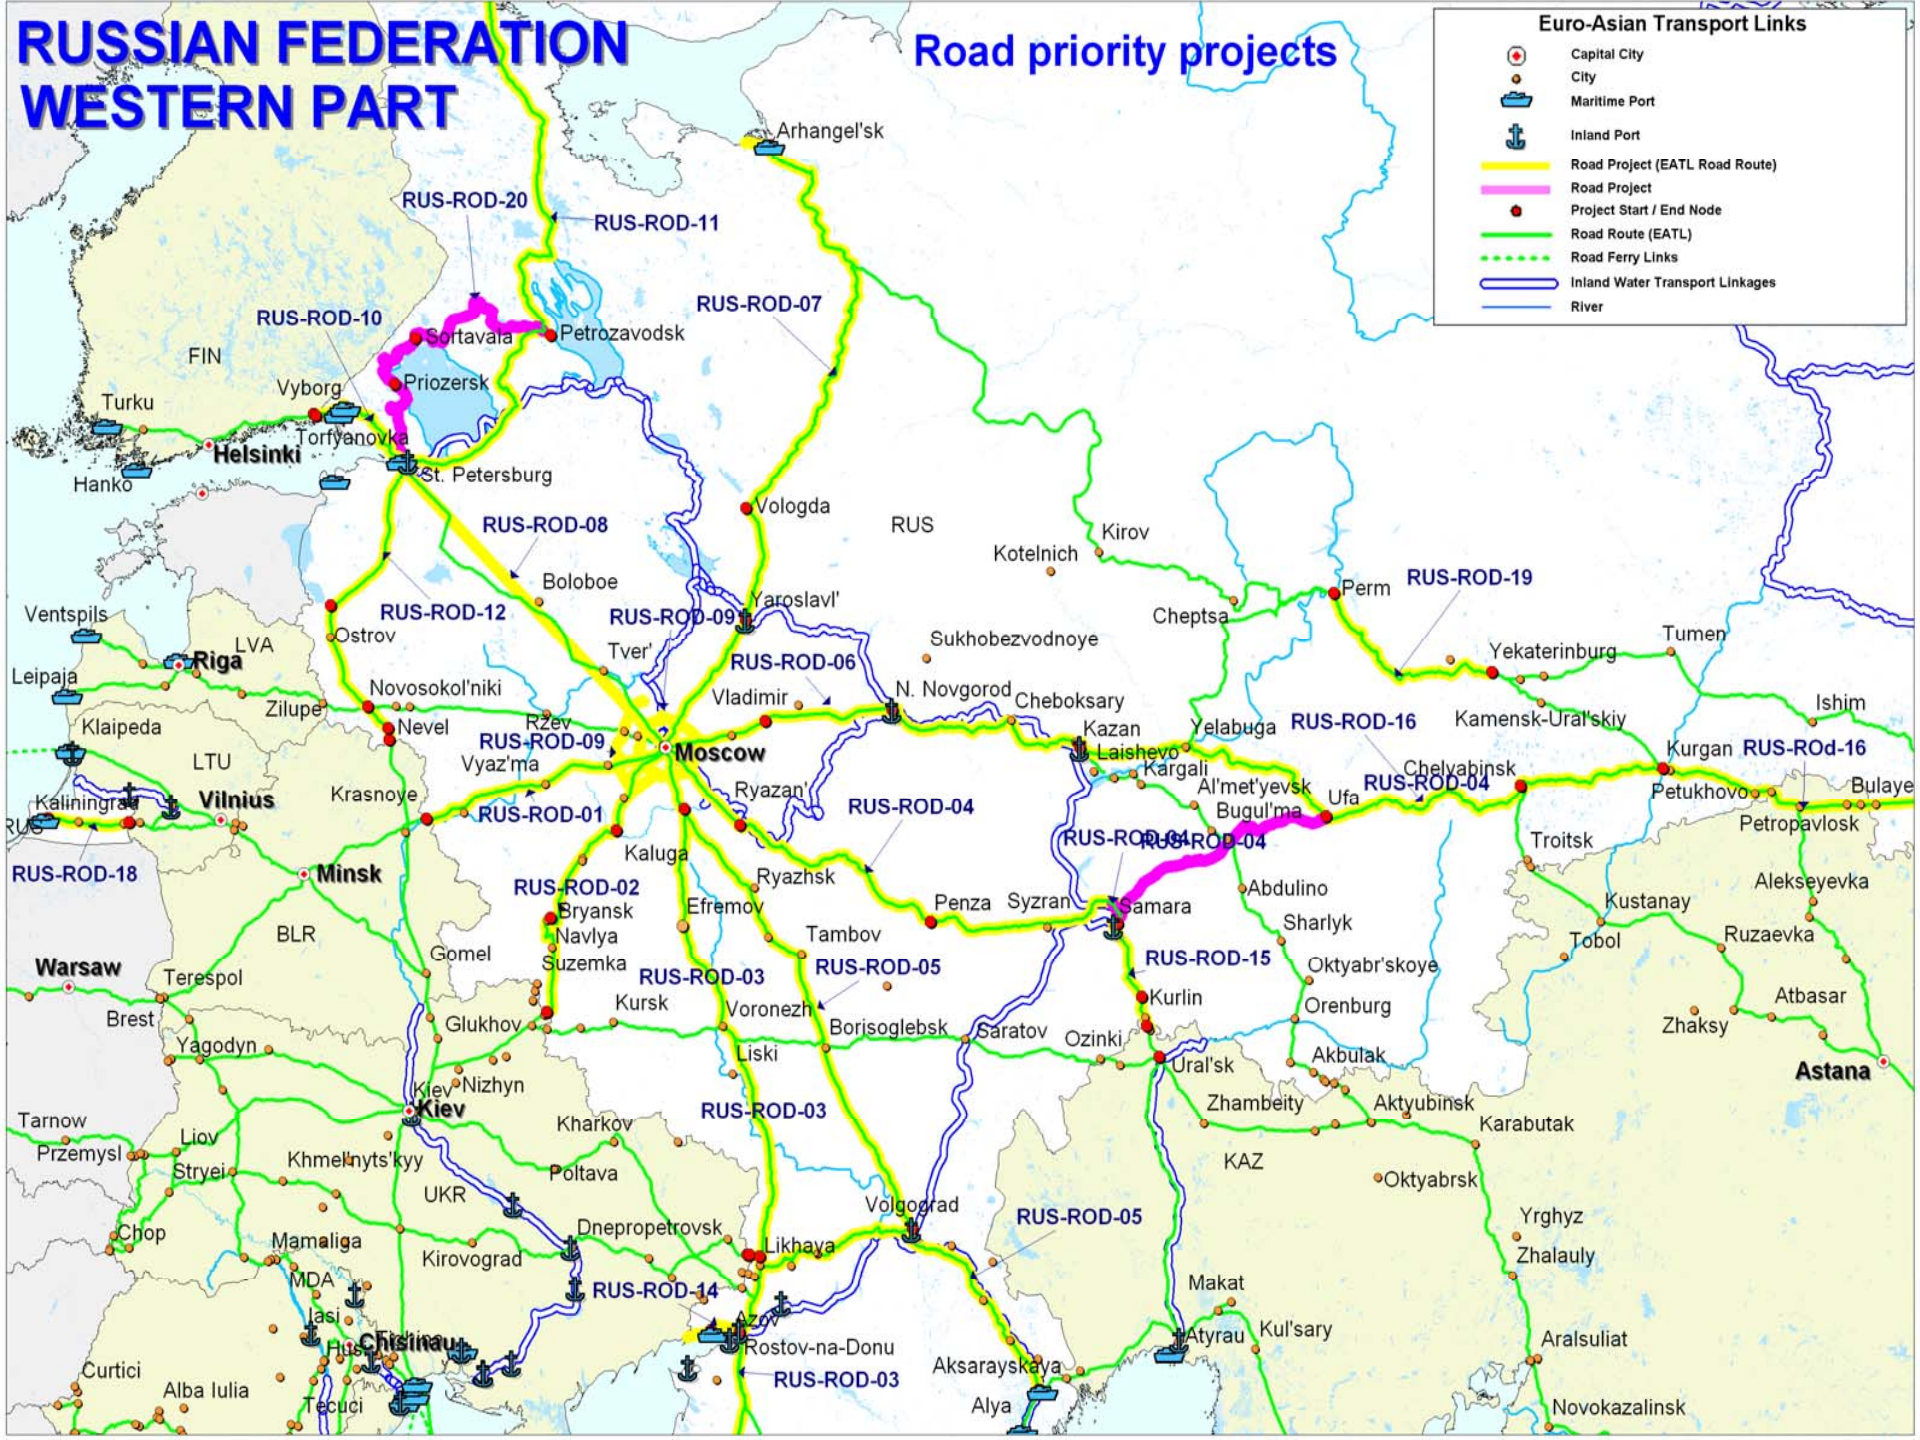 RUSSIAN FEDERATION
WESTERN PART
Road priority projects
Euro-Asian Transport Links
Capital City
City
Maritime Port
Inland Port
Road Project (EATL Road Route)
Road Project
Project Start / End Node
Road Route (EATL)
Road Ferry Links
Inland Water Transport Linkages
River
Arhangel'sk
RUS-ROD-20
RUS-ROD-11
RUS-ROD-07
RUS-ROD-10
Sortavala
Petrozavodsk
FIN
Priozersk
Vyborg
Turku
Torfyanovka
Helsinki
St. Petersburg
Hanko
Vologda
RUS-ROD-08
RUS
Kirov
Kotelnich
Boloboe
RUS-ROD-19
Perm
Yaroslavl'
Ventspils
RUS-ROD-12
RUS-ROD-09
Cheptsa
Ostrov
LVA
Sukhobezvodnoye
Tumen
Riga
Tver'
RUS-ROD-06
Yekaterinburg
Leipaja
Novosokol'niki
Vladimir
N. Novgorod
Cheboksary
Ishim
Zilupe
Klaipeda
Nevel
Ržev
Kazan
Yelabuga
RUS-ROD-16
Kamensk-Ural'skiy
RUS-ROD-09
Moscow
Laishevo
Kurgan
RUS-ROd-16
LTU
Vyaz'ma
Kargali
Chelyabinsk
Krasnoye
Ryazan'
Al'met'yevsk
RUS-ROD-04
Bulaye
Vilnius
Kaliningrad
RUS-ROD-01
RUS-ROD-04
Bugul'ma
Ufa
Petukhovo
RUS
Petropavlosk
RUS-ROD-04
RUS-ROD-04
Troitsk
Kaluga
RUS-ROD-18
Minsk
Ryazhsk
RUS-ROD-02
Abdulino
Alekseyevka
Bryansk
Efremov
Penza
Syzran
Samara
Kustanay
Navlya
Sharlyk
BLR
Tambov
Tobol
Ruzaevka
Gomel
Suzemka
RUS-ROD-03
RUS-ROD-05
RUS-ROD-15
Oktyabr'skoye
Warsaw
Terespol
Kurlin
Kursk
Voronezh
Orenburg
Atbasar
Brest
Glukhov
Borisoglebsk
Saratov
Ozinki
Zhaksy
Yagodyn
Liski
Akbulak
Ural'sk
Astana
Kiev
Nizhyn
Kiev
RUS-ROD-03
Zhambeity
Aktyubinsk
Tarnow
Kharkov
Karabutak
Liov
Przemysl
Khmel'nyts'kyy
KAZ
Stryei
Poltava
Oktyabrsk
UKR
Volgograd
RUS-ROD-05
Yrghyz
Chop
Dnepropetrovsk
Mamaliga
Kirovograd
Likhaya
Zhalauly
MDA
RUS-ROD-14
Makat
Iasi
Azov
Chisinau
Atyrau
Kul'sary
Aralsuliat
Rostov-na-Donu
Curtici
Aksarayskaya
RUS-ROD-03
Alba Iulia
Tecuci
Alya
Novokazalinsk